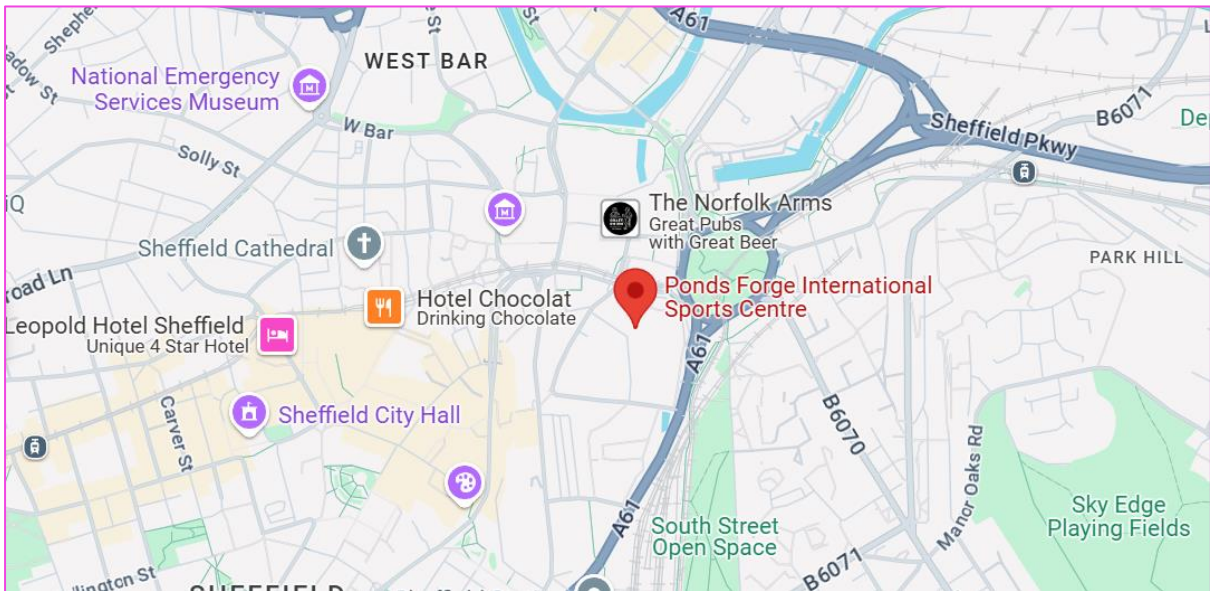 A61
WEST BAR
National Emergency
Services Museum
W Bar
Solly St
B6071
Sheffield Pkwy
The Norfolk Arms
Great Pubs
with Great Beer
Sheffield Cathedral
PARK HILL
Ponds Forge International
Sports Centre
Hotel Chocolat
Drinking Chocolate
Leopold Hotel Sheffield
Unique 4 Star Hotel
A61
Carver St
Sheffield City Hall
B6070
Manor Oaks Rd
A61
South Street
Open Space
Sky Edge
Playing Fields
B6071
SHEFFIELD